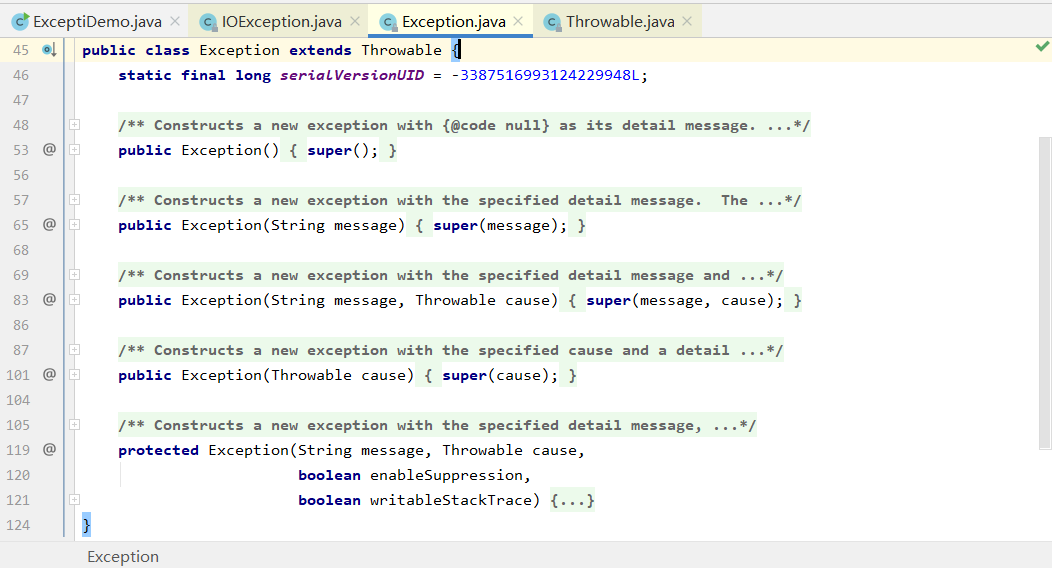 ExceptiDemo.java × IOException.java × Exception.java × Throwable.java ×
45 public class Exception extends Throwable {
46 static final long serialVersionUID = -3387516993124229948L;
47
48 /** Constructs a new exception with {@code null} as its detail message. ...*/
53 @ public Exception() { super(); }
56
57 /** Constructs a new exception with the specified detail message.  The ...*/
65 @ public Exception(String message) { super(message); }
68
69 /** Constructs a new exception with the specified detail message and ...*/
83 @ public Exception(String message, Throwable cause) { super(message, cause); }
86
87 /** Constructs a new exception with the specified cause and a detail ...*/
101 @ public Exception(Throwable cause) { super(cause); }
104
105 /** Constructs a new exception with the specified detail message, ...*/
119 @ protected Exception(String message, Throwable cause,
120 boolean enableSuppression,
121 boolean writableStackTrace) {...}
124 }
Exception